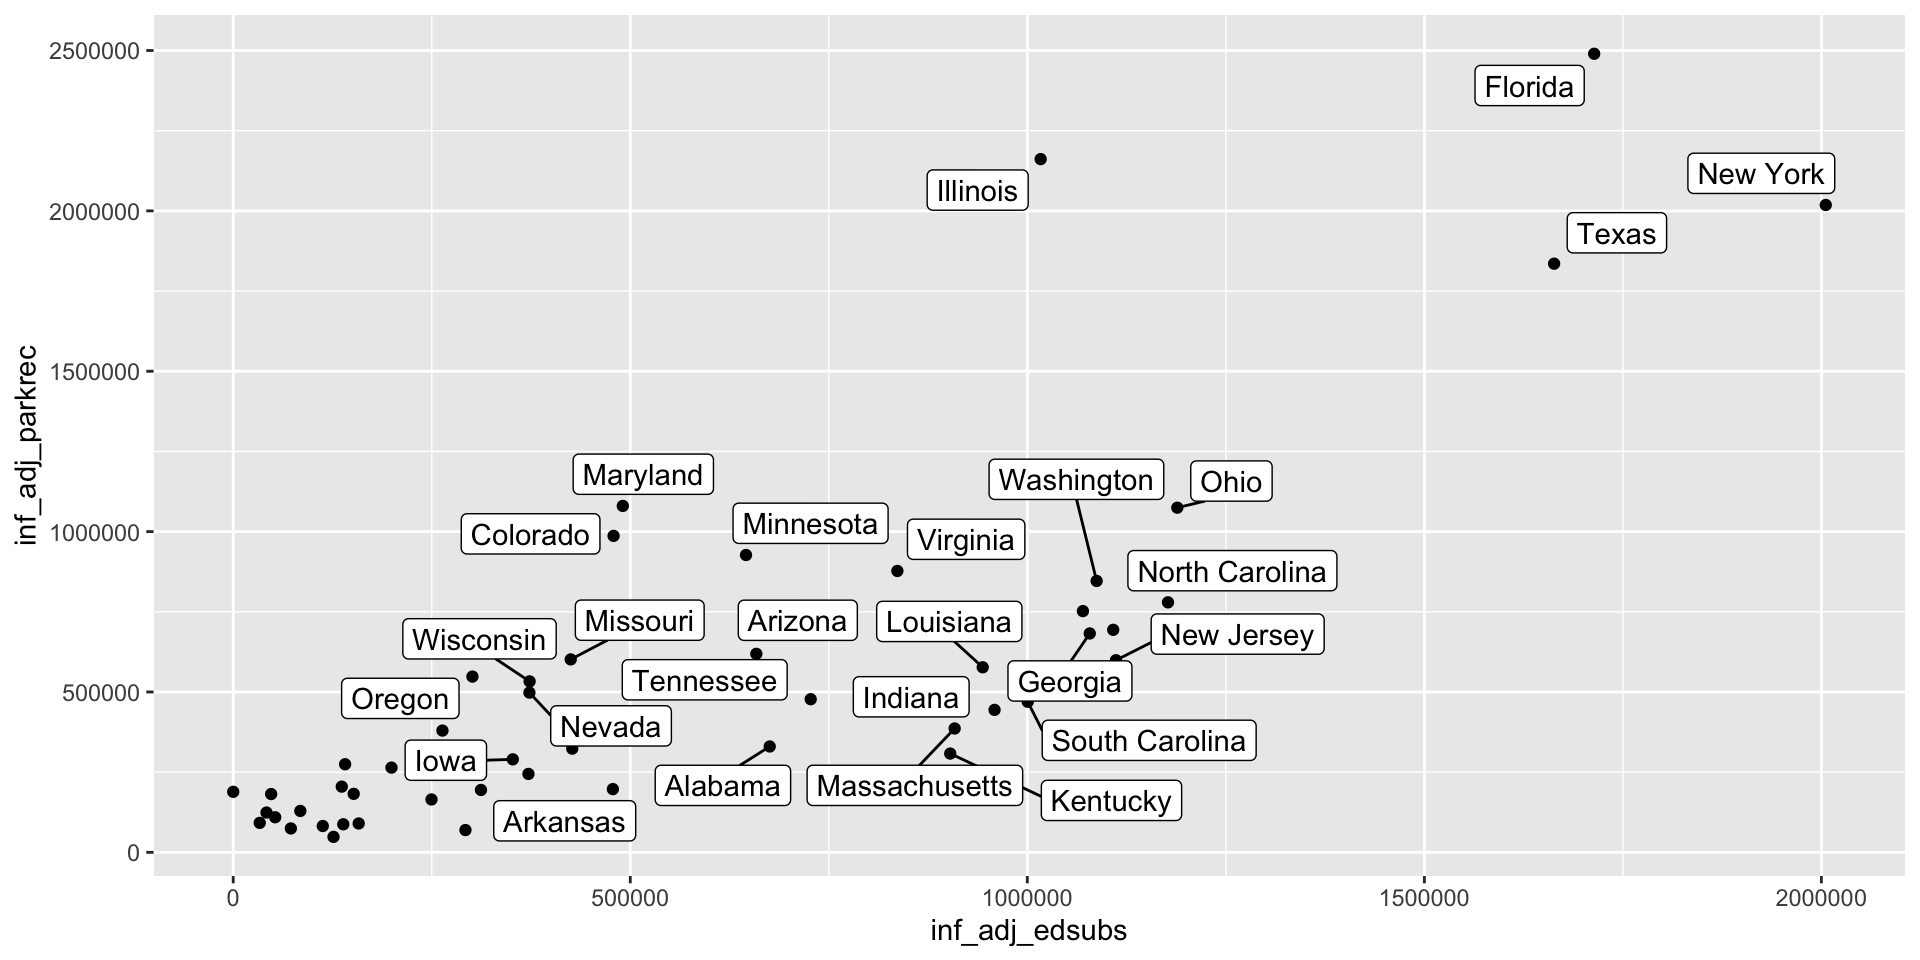 2500000
Florida
New York
Illinois
2000000
Texas
1500000
inf_adj_parkrec
Maryland
Washington
Ohio
Minnesota
Colorado
Virginia
1000000
North Carolina
Missouri
Arizona
Louisiana
Wisconsin
New Jersey
Tennessee
Georgia
Oregon
Indiana
500000
Nevada
South Carolina
Iowa
Alabama
Massachusetts
Kentucky
Arkansas
0
0
500000
1000000
1500000
2000000
inf_adj_edsubs